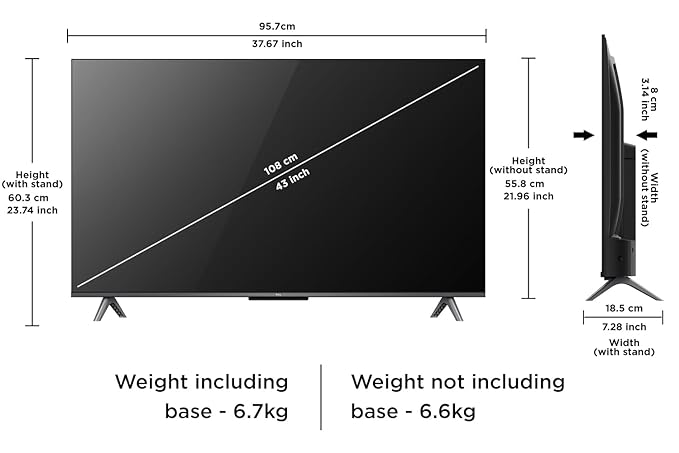 95.7cm
37.67 inch
Height
(with stand)
60.3 cm
23.74 inch
108 cm
43 inch
Height
(without stand)
55.8 cm
21.96 inch
8 cm
3.14 inch
Width
(without stand)
18.5 cm
7.28 inch
Width
(with stand)
TCL
Weight including
base - 6.7kg
Weight not including
base - 6.6kg